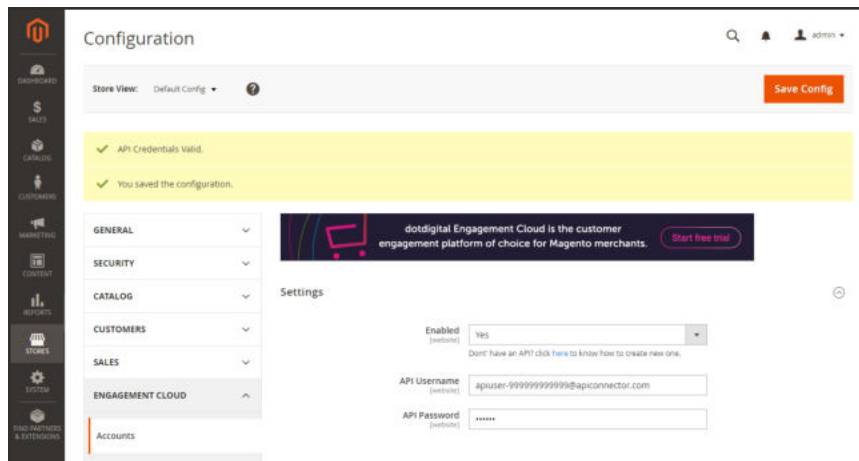 Configuration
admin
DASHBOARD
Store View: Default Config
Save Config
SALES
API Credentials Valid.
CATALOG
You saved the configuration.
CUSTOMERS
MARKETING
GENERAL
dotdigital Engagement Cloud is the customer
engagement platform of choice for Magento merchants.
Start free trial
SECURITY
CONTENT
CATALOG
Settings
REPORTS
CUSTOMERS
Enabled
[website]
Yes
STORES
Dont' have an API? click here to know how to create new one.
SALES
SYSTEM
API Username
[website]
apiuser-999999999999@apiconnector.com
ENGAGEMENT CLOUD
API Password
[website]
••••••
FIND PARTNERS
& EXTENSIONS
Accounts